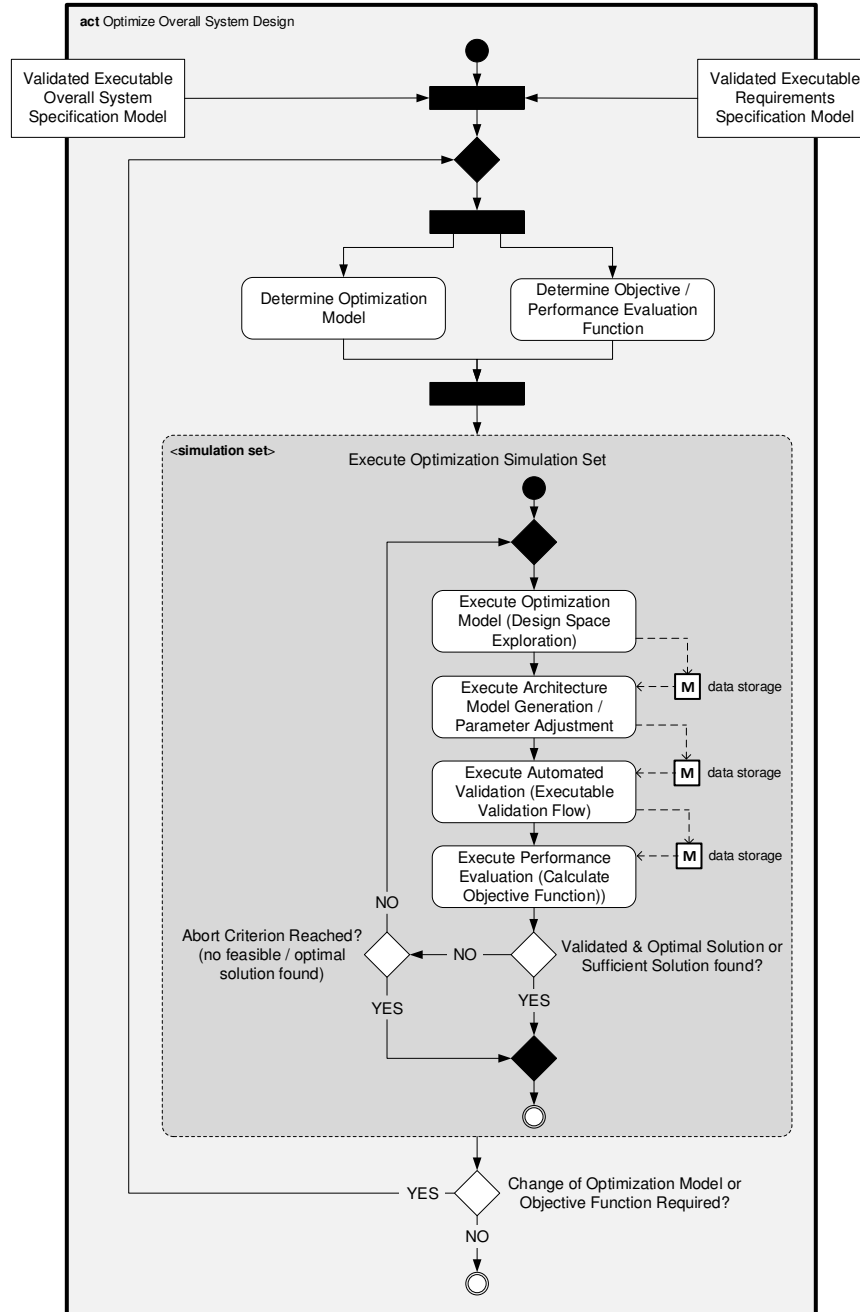 act Optimize Overall System Design
Validated Executable
Overall System
Specification Model
Validated Executable
Requirements
Specification Model
Determine Optimization
Model
Determine Objective /
Performance Evaluation
Function
<simulation set>
Execute Optimization Simulation Set
Execute Optimization
Model (Design Space
Exploration)
M data storage
Execute Architecture
Model Generation /
Parameter Adjustment
M data storage
Execute Automated
Validation (Executable
Validation Flow)
M data storage
Execute Performance
Evaluation (Calculate
Objective Function))
NO
Abort Criterion Reached?
(no feasible / optimal
solution found)
NO
Validated & Optimal Solution or
Sufficient Solution found?
YES
YES
YES
Change of Optimization Model or
Objective Function Required?
NO